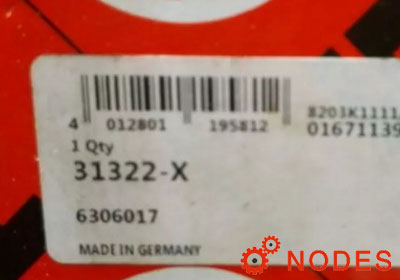 8203K1111
4 012801 195812
01671139
1 Qty
31322-X
6306017
MADE IN GERMANY
NODES